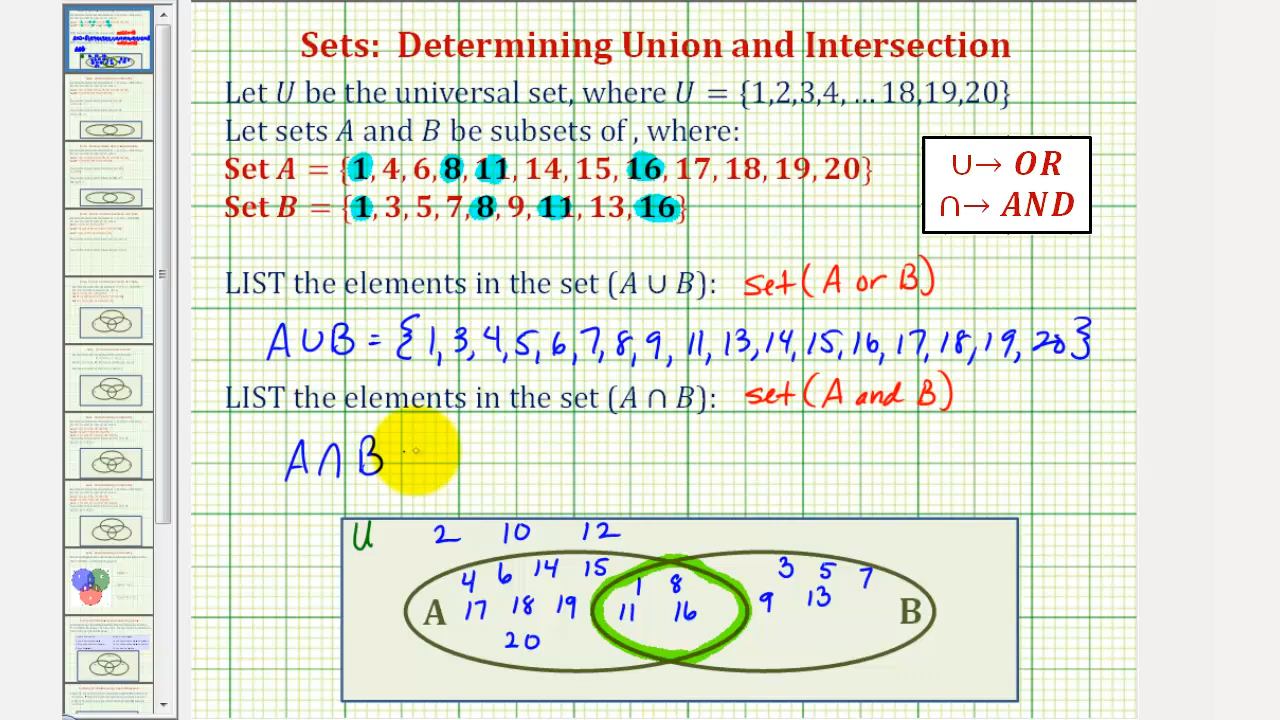 Sets: Determining Union and Intersection
Let U be the universal set, where U = {1,2,3,4, ... 18,19,20}
Let sets A and B be subsets of , where:
Set A = {1, 4, 6, 8, 11, 14, 15, 16, 17, 18, 19, 20}
Set B = {1, 3, 5, 7, 8, 9, 11, 13, 16}
∪→ OR
∩→ AND
LIST the elements in the set (A ∪ B): set (A or B)
A∪B = {1, 3, 4, 5, 6, 7, 8, 9, 11, 13, 14, 15, 16, 17, 18, 19, 20}
LIST the elements in the set (A ∩ B): set (A and B)
A∩B
U 2 10 12
4 6 14 15 1 8 3 5 7
A 17 18 19 11 16 9 13 B
20